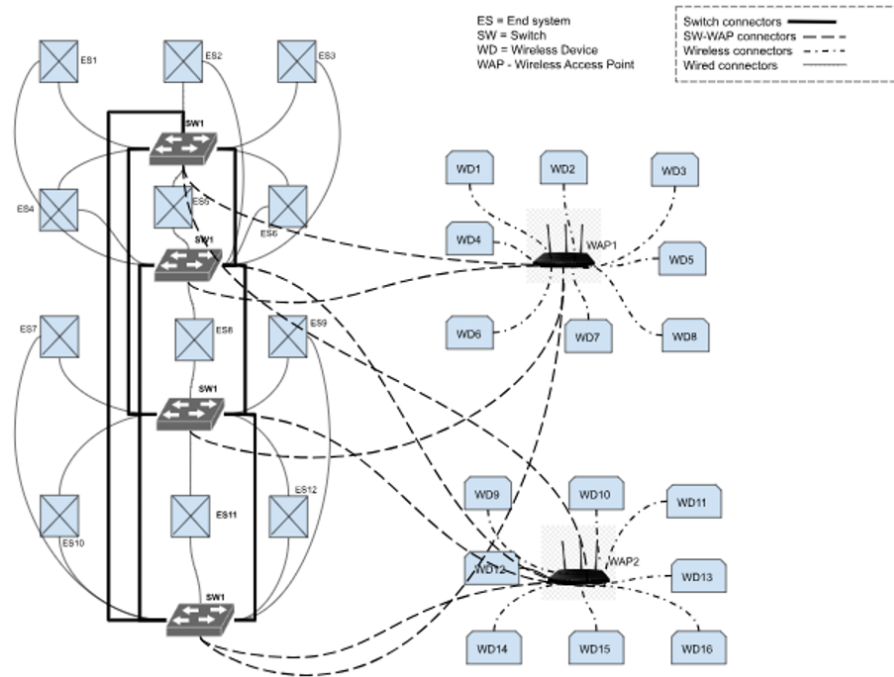 ES = End system
SW = Switch
WD = Wireless Device
WAP - Wireless Access Point
Switch connectors
SW-WAP connectors
Wireless connectors
Wired connectors
ES1
ES2
ES3
SW1
ES4
ES5
ES6
SW1
ES7
ES8
ES9
SW1
ES10
ES11
ES12
SW1
WD1
WD2
WD3
WD4
WAP1
WD5
WD6
WD7
WD8
WD9
WD10
WD11
WD12
WAP2
WD13
WD14
WD15
WD16